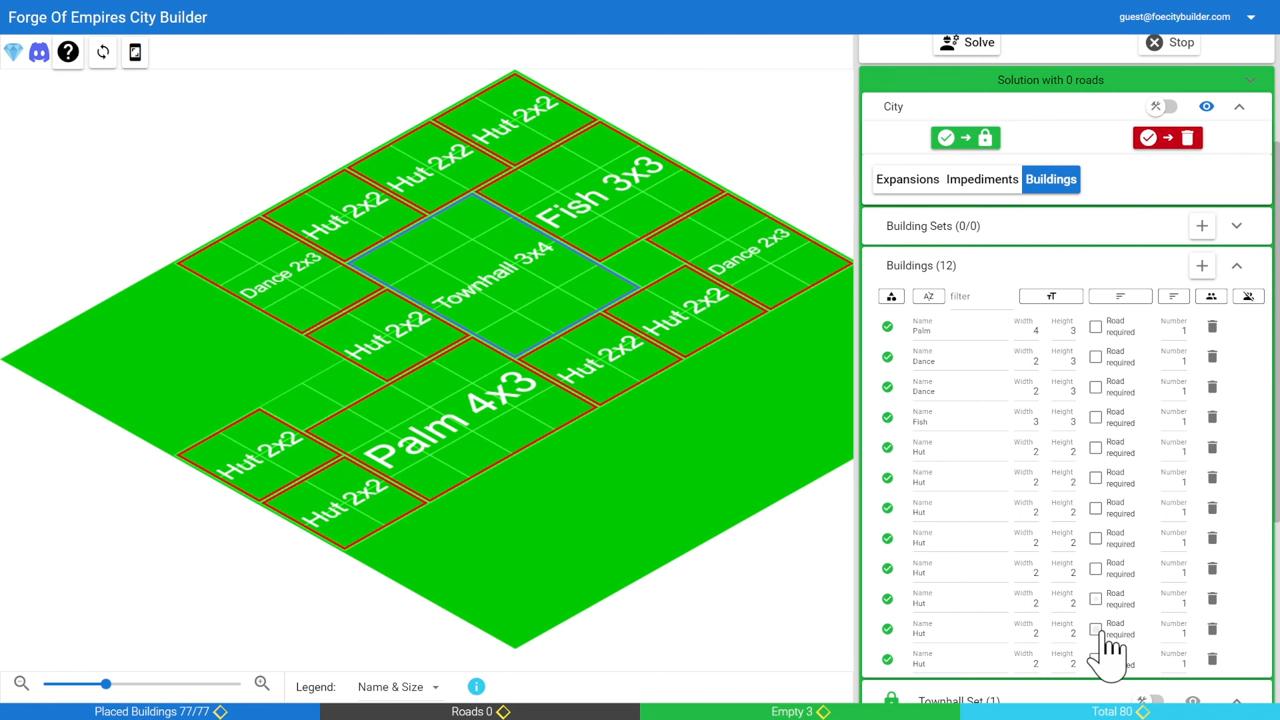 Forge Of Empires City Builder
guest@foecitybuilder.com
Solve
Stop
Solution with 0 roads
City
Expansions
Impediments
Buildings
Building Sets (0/0)
Buildings (12)
AZ
filter
Name Width Height Road required Number
Palm 4 3 1
Name Width Height Road required Number
Dance 2 3 1
Name Width Height Road required Number
Dance 2 3 1
Name Width Height Road required Number
Fish 3 3 1
Name Width Height Road required Number
Hut 2 2 1
Name Width Height Road required Number
Hut 2 2 1
Name Width Height Road required Number
Hut 2 2 1
Name Width Height Road required Number
Hut 2 2 1
Name Width Height Road required Number
Hut 2 2 1
Name Width Height Road required Number
Hut 2 2 1
Name Width Height Road required Number
Hut 2 2 1
Name Width Height Number
Hut 2 2 1
Townhall Set (1)
Hut 2x2
Hut 2x2
Fish 3x3
Hut 2x2
Dance 2x3
Dance 2x3
Townhall 3x4
Hut 2x2
Hut 2x2
Hut 2x2
Palm 4x3
Hut 2x2
Hut 2x2
Legend:
Name & Size
Placed Buildings 77/77
Roads 0
Empty 3
Total 80